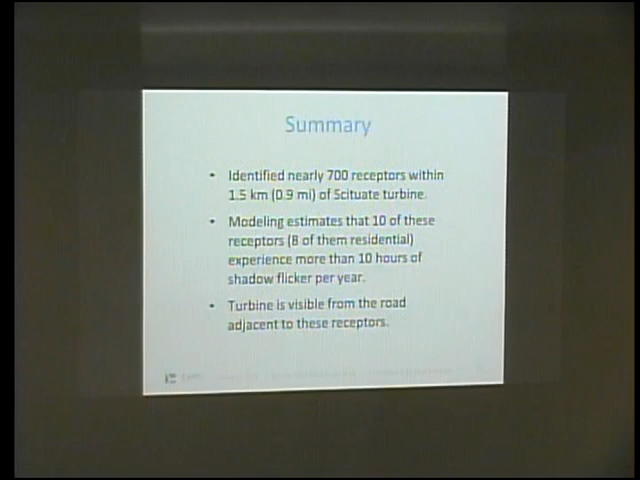 Summary
• Identified nearly 700 receptors within
1.5 km (0.9 mi) of Scituate turbine.
• Modeling estimates that 10 of these
receptors (8 of them residential)
experience more than 10 hours of
shadow flicker per year.
• Turbine is visible from the road
adjacent to these receptors.